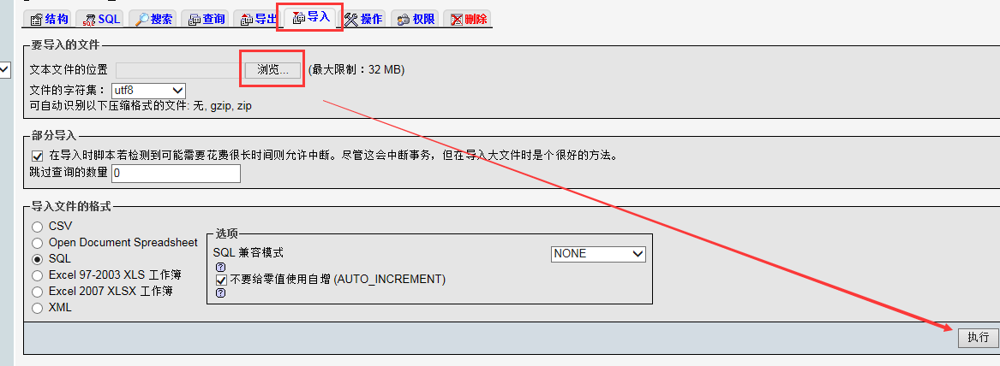 结构 SQL 搜索 查询 导出 导入 操作 权限 删除
要导入的文件
文本文件的位置 浏览... (最大限制：32 MB)
文件的字符集： utf8
可自动识别以下压缩格式的文件: 无, gzip, zip
部分导入
在导入时脚本若检测到可能需要花费很长时间则允许中断。尽管这会中断事务，但在导入大文件时是个很好的方法。
跳过查询的数量 0
导入文件的格式
CSV
Open Document Spreadsheet
SQL
Excel 97-2003 XLS 工作簿
Excel 2007 XLSX 工作簿
XML
选项
SQL 兼容模式 NONE
不要给零值使用自增 (AUTO_INCREMENT)
执行